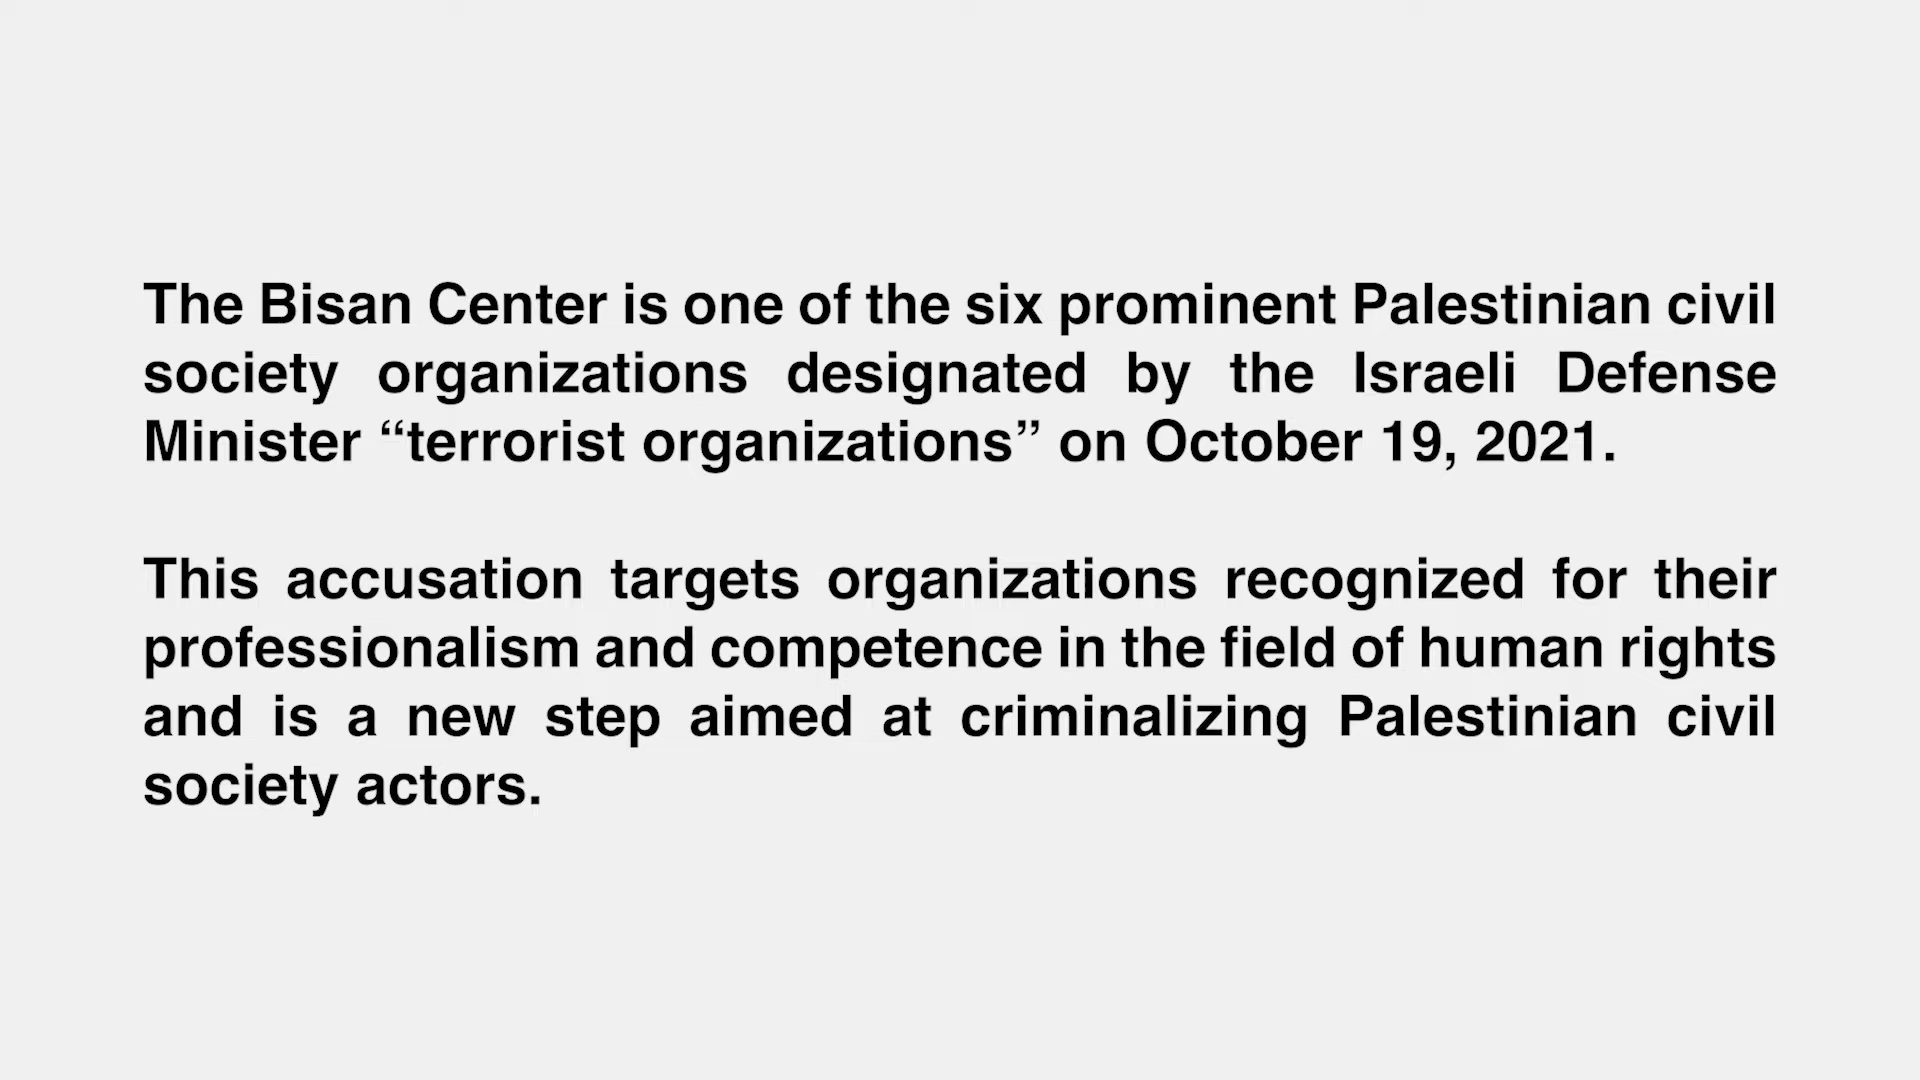 The Bisan Center is one of the six prominent Palestinian civil
society organizations designated by the Israeli Defense
Minister “terrorist organizations” on October 19, 2021.
This accusation targets organizations recognized for their
professionalism and competence in the field of human rights
and is a new step aimed at criminalizing Palestinian civil
society actors.